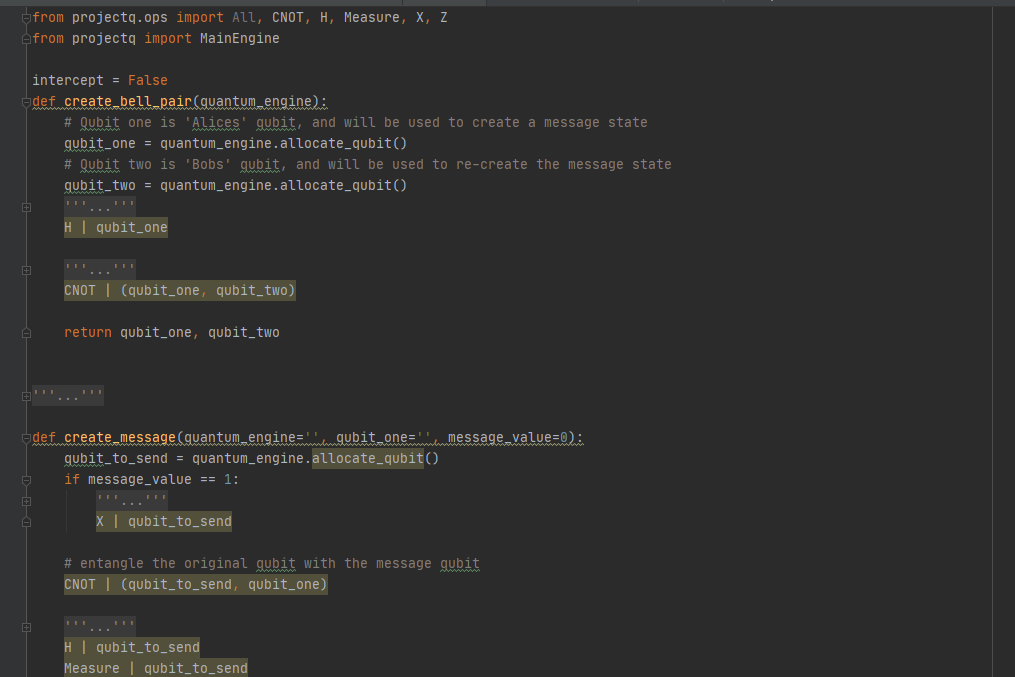 from projectq.ops import All, CNOT, H, Measure, X, Z
from projectq import MainEngine
intercept = False
def create_bell_pair(quantum_engine):
# Qubit one is 'Alices' qubit, and will be used to create a message state
qubit_one = quantum_engine.allocate_qubit()
# Qubit two is 'Bobs' qubit, and will be used to re-create the message state
qubit_two = quantum_engine.allocate_qubit()
'''...'''
H | qubit_one
'''...'''
CNOT | (qubit_one, qubit_two)
return qubit_one, qubit_two
'''...'''
def create_message(quantum_engine='', qubit_one='', message_value=0):
qubit_to_send = quantum_engine.allocate_qubit()
if message_value == 1:
'''...'''
X | qubit_to_send
# entangle the original qubit with the message qubit
CNOT | (qubit_to_send, qubit_one)
'''...'''
H | qubit_to_send
Measure | qubit_to_send